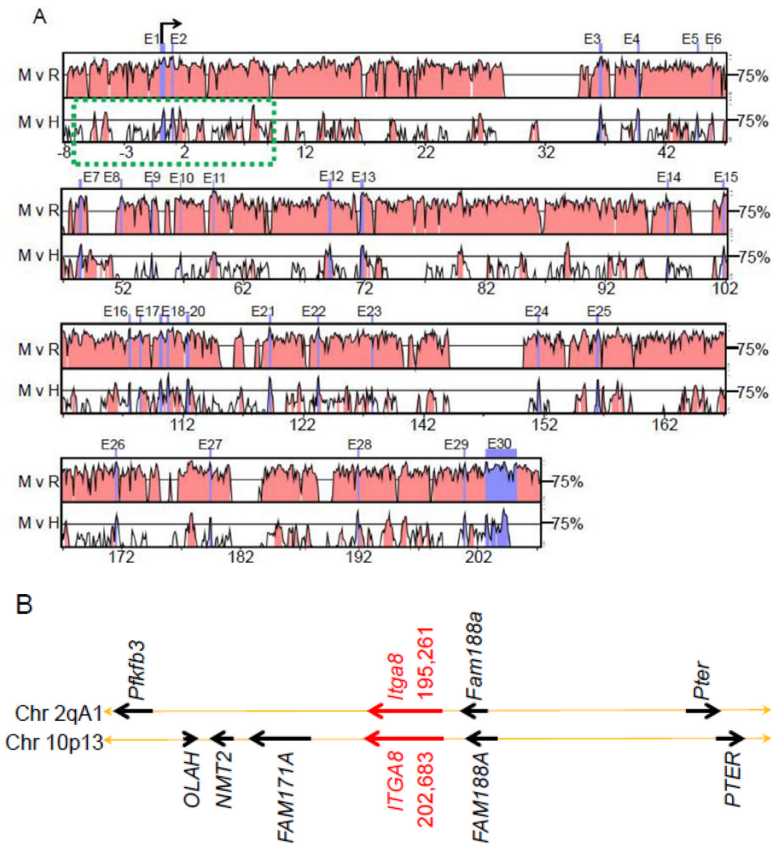 A
E1 E2 E3 E4 E5 E6
M v R 75%
M v H 75%
-8 -3 2 12 22 32 42
E7 E8 E9 E10 E11 E12 E13 E14 E15
M v R 75%
M v H 75%
52 62 72 82 92 102
E16 E17 E18-20 E21 E22 E23 E24 E25
M v R 75%
M v H 75%
112 122 132 142 152 162
E26 E27 E28 E29 E30
M v R 75%
M v H 75%
172 182 192 202
B
Pfkfb3 Itga8 195,261 Fam188a Pter
Chr 2qA1
Chr 10p13
OLAH NMT2 FAM171A ITGA8 202,683 FAM188A PTER